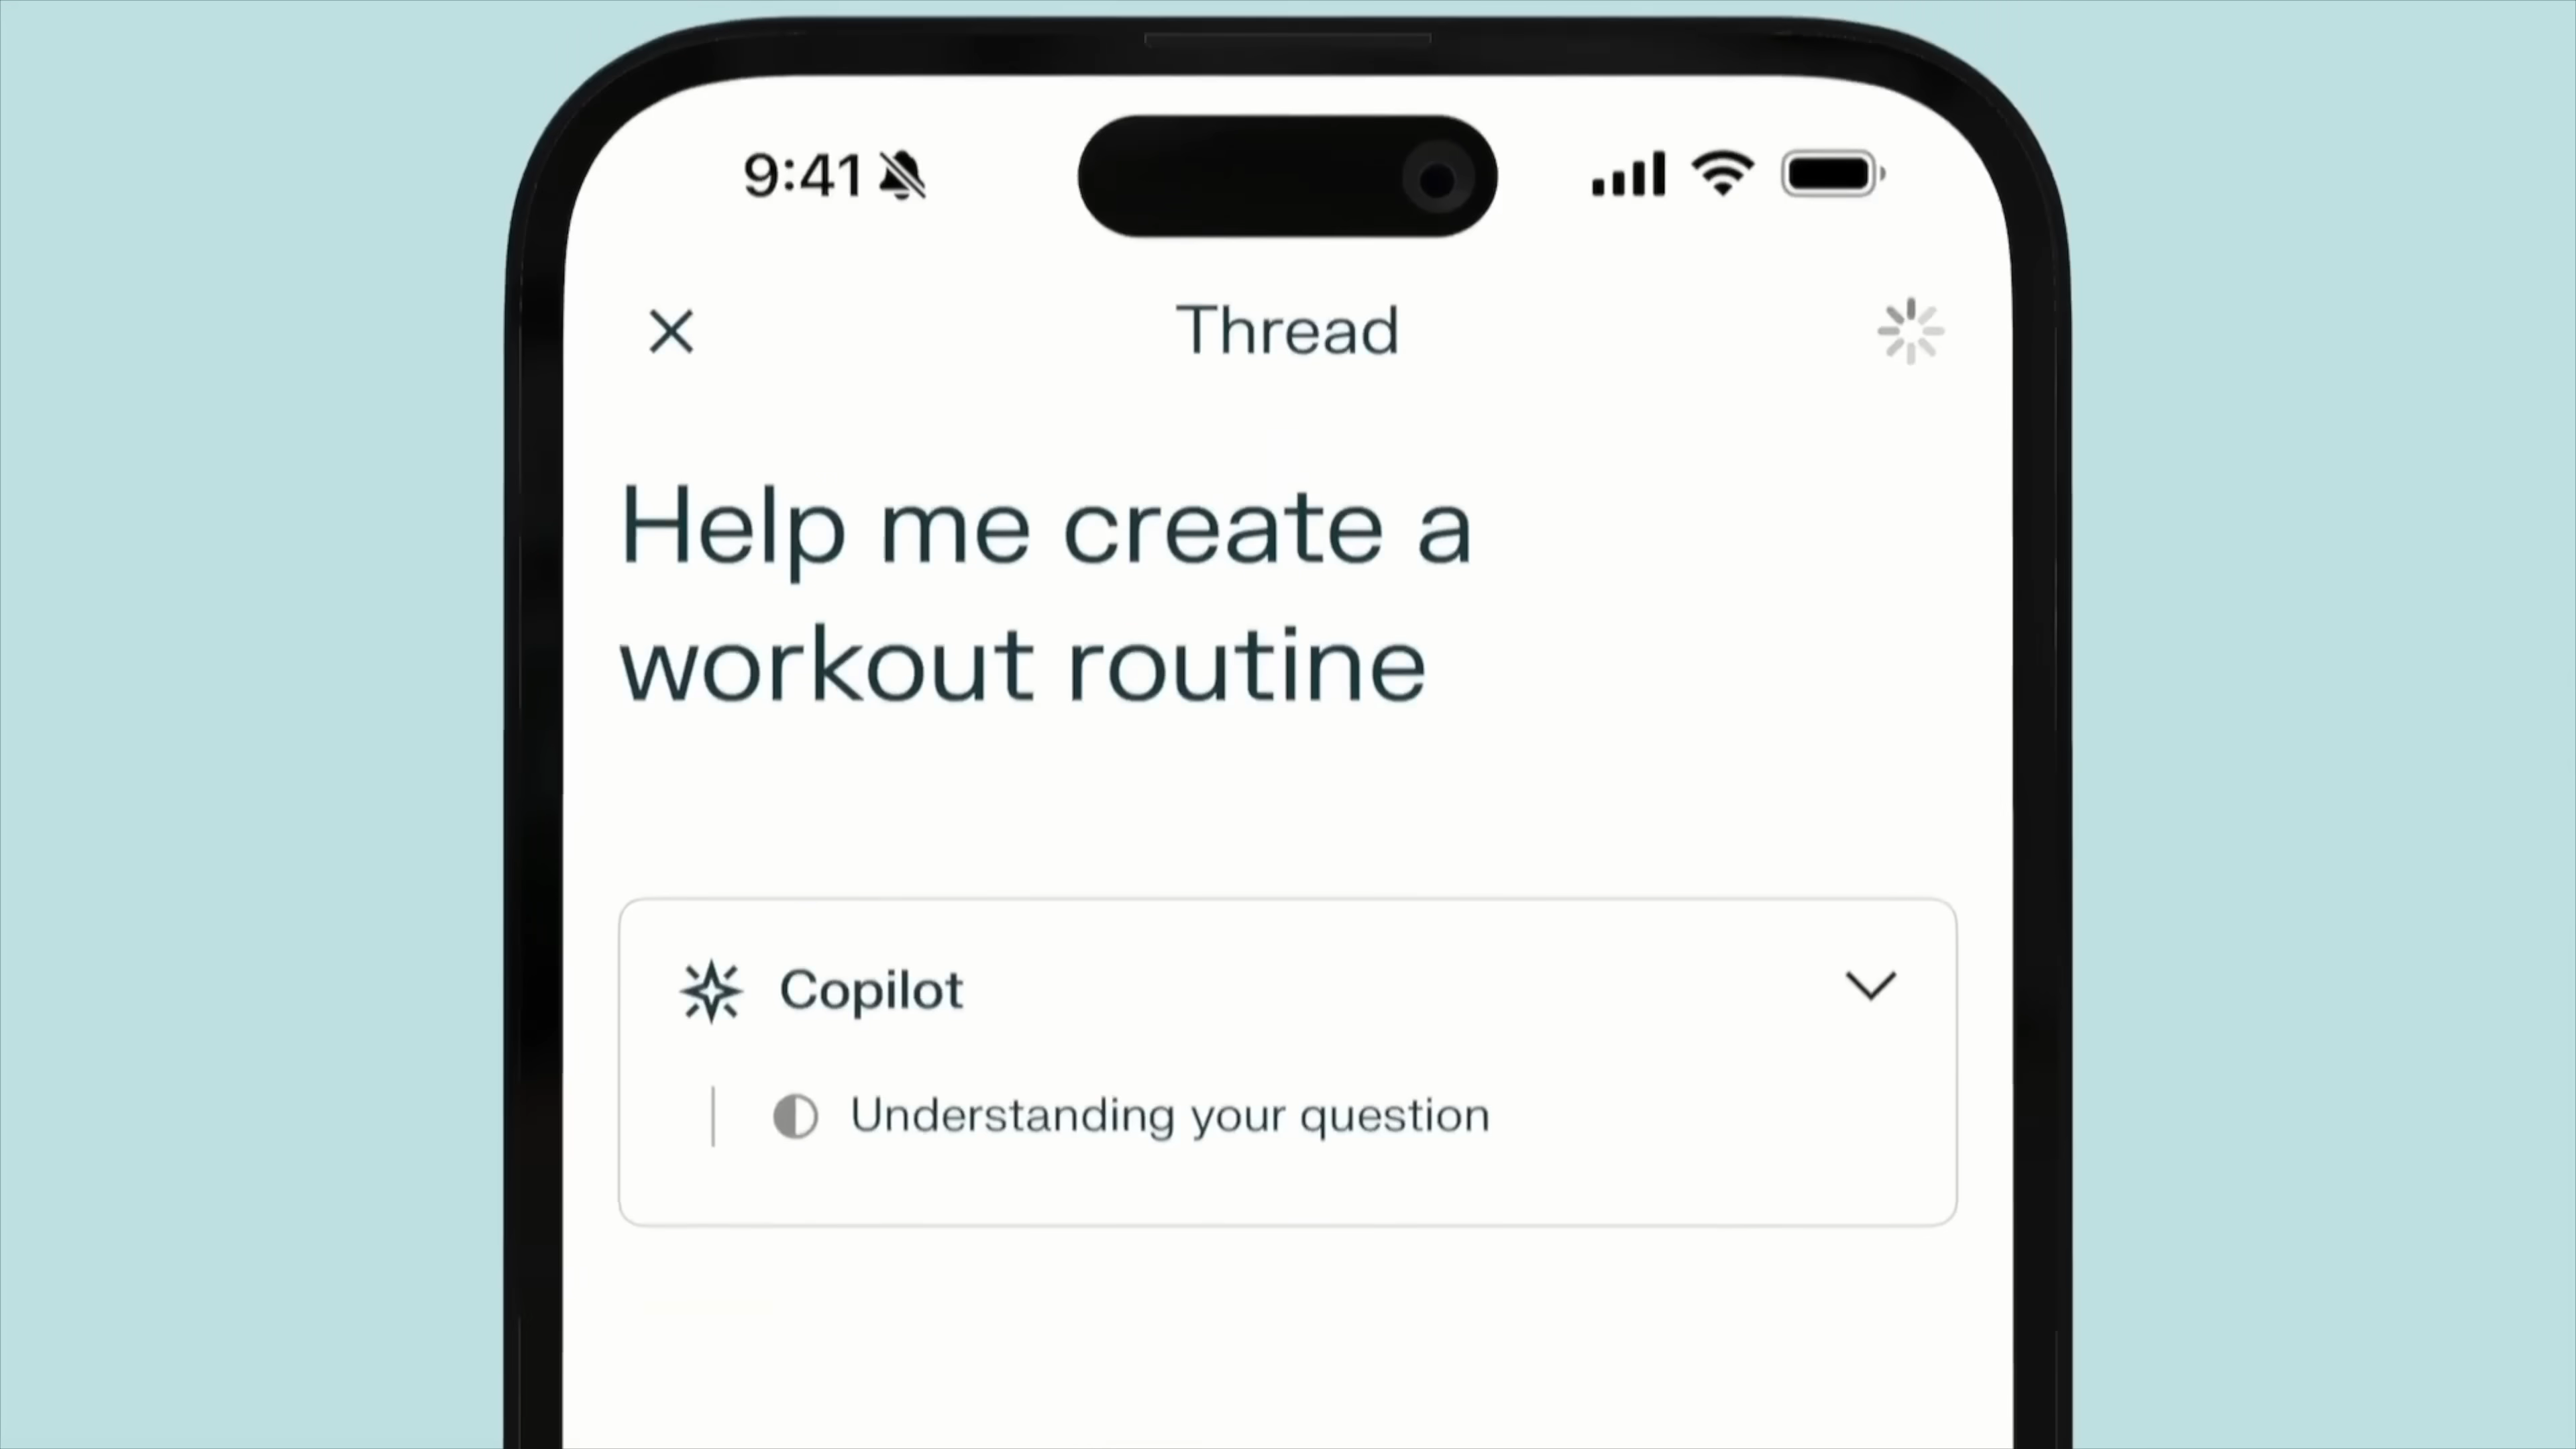 9:41
Thread
Help me create a
workout routine
Copilot
Understanding your question